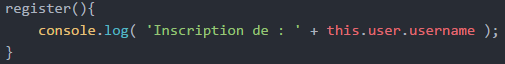 register(){
    console.log( 'Inscription de : ' + this.user.username );
}